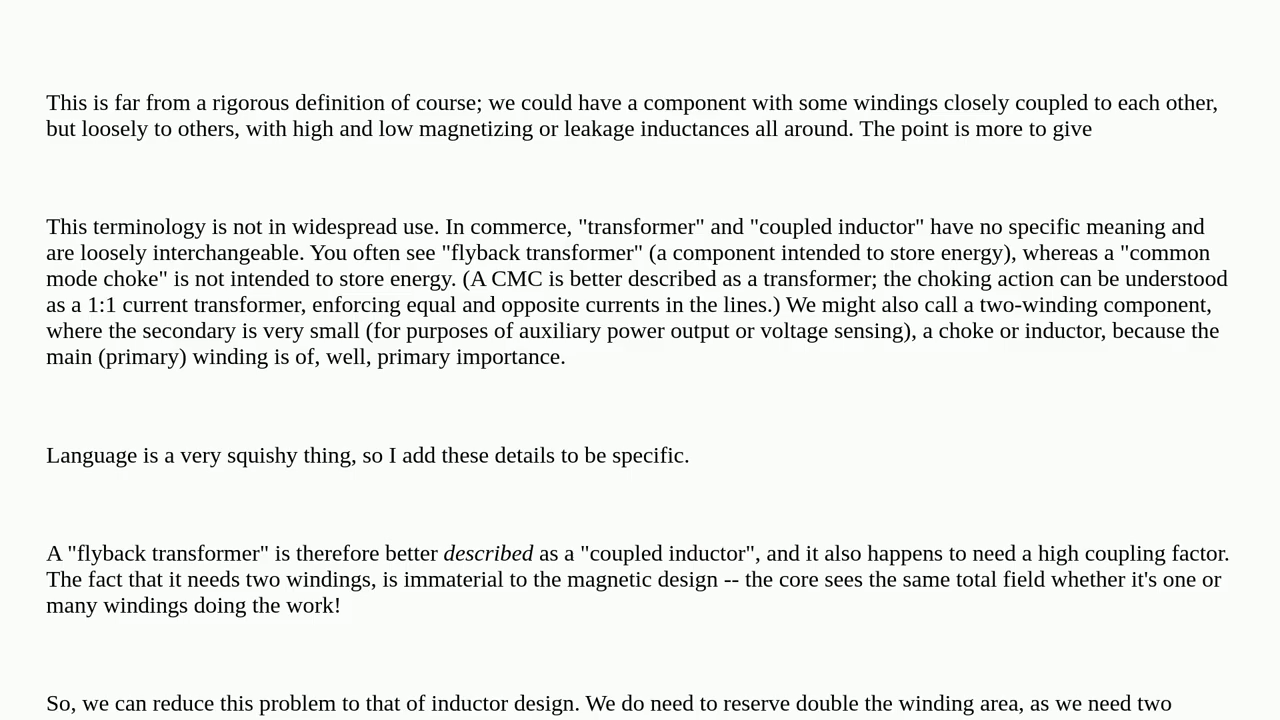 This is far from a rigorous definition of course; we could have a component with some windings closely coupled to each other,
but loosely to others, with high and low magnetizing or leakage inductances all around. The point is more to give
This terminology is not in widespread use. In commerce, "transformer" and "coupled inductor" have no specific meaning and
are loosely interchangeable. You often see "flyback transformer" (a component intended to store energy), whereas a "common
mode choke" is not intended to store energy. (A CMC is better described as a transformer; the choking action can be understood
as a 1:1 current transformer, enforcing equal and opposite currents in the lines.) We might also call a two-winding component,
where the secondary is very small (for purposes of auxiliary power output or voltage sensing), a choke or inductor, because the
main (primary) winding is of, well, primary importance.
Language is a very squishy thing, so I add these details to be specific.
A "flyback transformer" is therefore better described as a "coupled inductor", and it also happens to need a high coupling factor.
The fact that it needs two windings, is immaterial to the magnetic design -- the core sees the same total field whether it's one or
many windings doing the work!
So, we can reduce this problem to that of inductor design. We do need to reserve double the winding area, as we need two